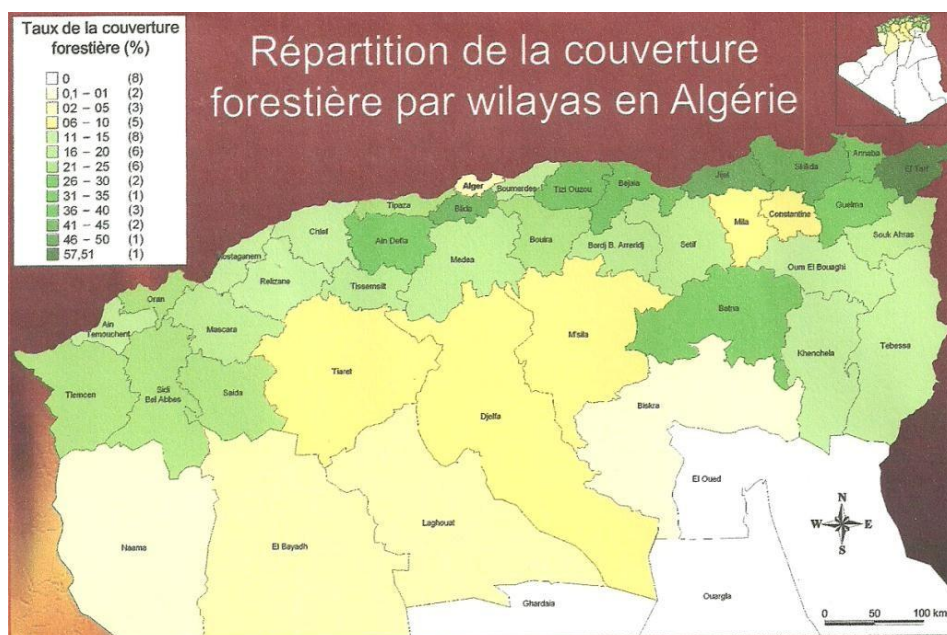 Taux de la couverture
forestière (%)
0 (8)
0,1 – 01 (2)
02 – 05 (3)
06 – 10 (5)
11 – 15 (8)
16 – 20 (6)
21 – 25 (6)
26 – 30 (2)
31 – 35 (1)
36 – 40 (3)
41 – 45 (2)
46 – 50 (1)
57,51 (1)
Répartition de la couverture
forestière par wilayas en Algérie
Alger
Boumerdes
Tizi Ouzou
Bejaia
Jijel
Skikda
Annaba
El Tarf
Tipaza
Blida
Guelma
Mila
Constantine
Chlef
Ain Defla
Bouira
Bordj B. Arreridj
Setif
Souk Ahras
Mostaganem
Medea
Oum El Bouaghi
Relizane
Tissemsilt
Oran
Batna
Ain
Temouchent
Mascara
M'sila
Khenchela
Tebessa
Tiaret
Tlemcen
Sidi
Bel Abbes
Saida
Biskra
Djelfa
El Oued
N
W E
S
Laghouat
Naama
El Bayadh
Ghardaia
Ouargla
0 50 100 km